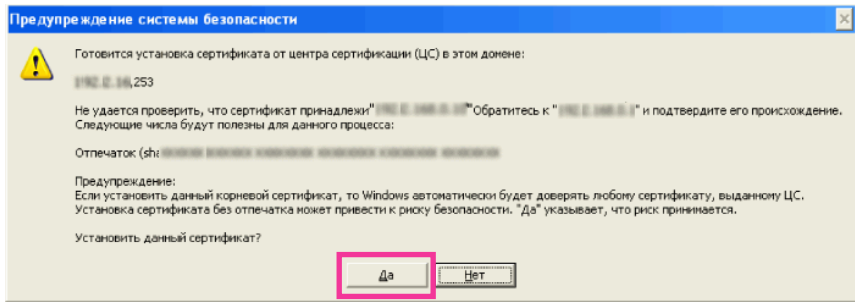 Предупреждение системы безопасности
Готовится установка сертификата от центра сертификации (ЦС) в этом домене:
,253
Не удается проверить, что сертификат принадлежи" "Обратитесь к " " и подтвердите его происхождение.
Следующие числа будут полезны для данного процесса:
Отпечаток (sha
Предупреждение:
Если установить данный корневой сертификат, то Windows автоматически будет доверять любому сертификату, выданному ЦС.
Установка сертификата без отпечатка может привести к риску безопасности. "Да" указывает, что риск принимается.
Установить данный сертификат?
Да Нет